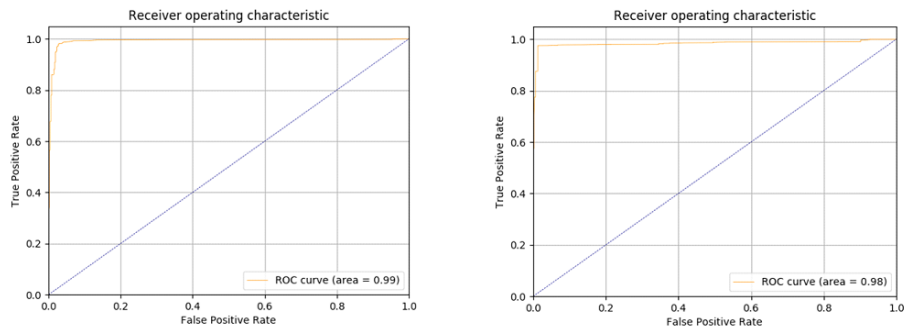 Receiver operating characteristic
1.0
0.8
0.6
0.4
0.2
0.0
True Positive Rate
0.0 0.2 0.4 0.6 0.8 1.0
False Positive Rate
ROC curve (area = 0.99)
Receiver operating characteristic
1.0
0.8
0.6
0.4
0.2
0.0
True Positive Rate
0.0 0.2 0.4 0.6 0.8 1.0
False Positive Rate
ROC curve (area = 0.98)